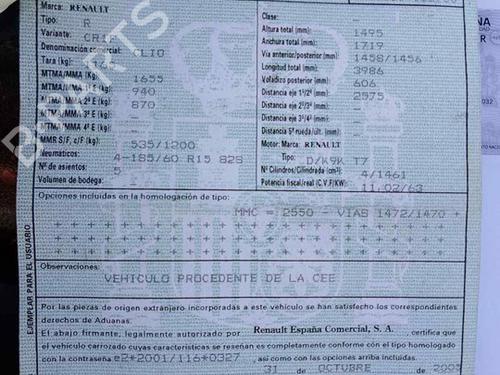 Marca: RENAULT
Tipo: R
Variante: CR1
Denominación comercial: CLIO
Tara (kg)
MTMA/MMA (kg) 1655
MTMA/MMA 1º E (kg) 940
MTMA/MMA 2º E (kg) 870
MTMA/MMA 3º E (kg)
MTMA/MMA 4º E (kg) -
MMR S/F, c/F (kg) 535/1200
Neumáticos: 4-185/60 R15 82S
Nº de asientos: 5
Volumen de bodega: -
Clase: -
Altura total (mm): 1495
Anchura total (mm) 1719
Vía anterior/posterior (mm): 1458/1456
Longitud total (mm) 3986
Voladizo posterior (mm): 606
Distancia eje 1º/2º (mm): 2575
Distancia eje 2º/3º (mm):
Distancia eje 3º/4º (mm):
Distancia 5ª rueda/últ. (mm): -
Motor: Marca: RENAULT
Tipo: D/K9K T7
Nº Cilindros/Cilindrada (cm³): 4/1461
Potencia fiscal/real (C.V.F/KW): 11,02/63
Opciones incluidas en la homologación de tipo:
MMC = 2550 VIAS 1472/1470 +
Observaciones:
VEHICULO PROCEDENTE DE LA CEE
Por las piezas de origen extranjero incorporadas a este vehículo se han satisfecho los correspondientes
derechos de Aduanas.
El abajo firmante, legalmente autorizado por Renault España Comercial, S. A. certifica que
el vehículo carrozado cuyas características se reseñan es completamente conforme con el tipo homologado
con la contraseña e2*2001/116*0327, así como con las opciones arriba incluidas.
31 OCTUBRE de
EJEMPLAR PARA EL USUARIO
032